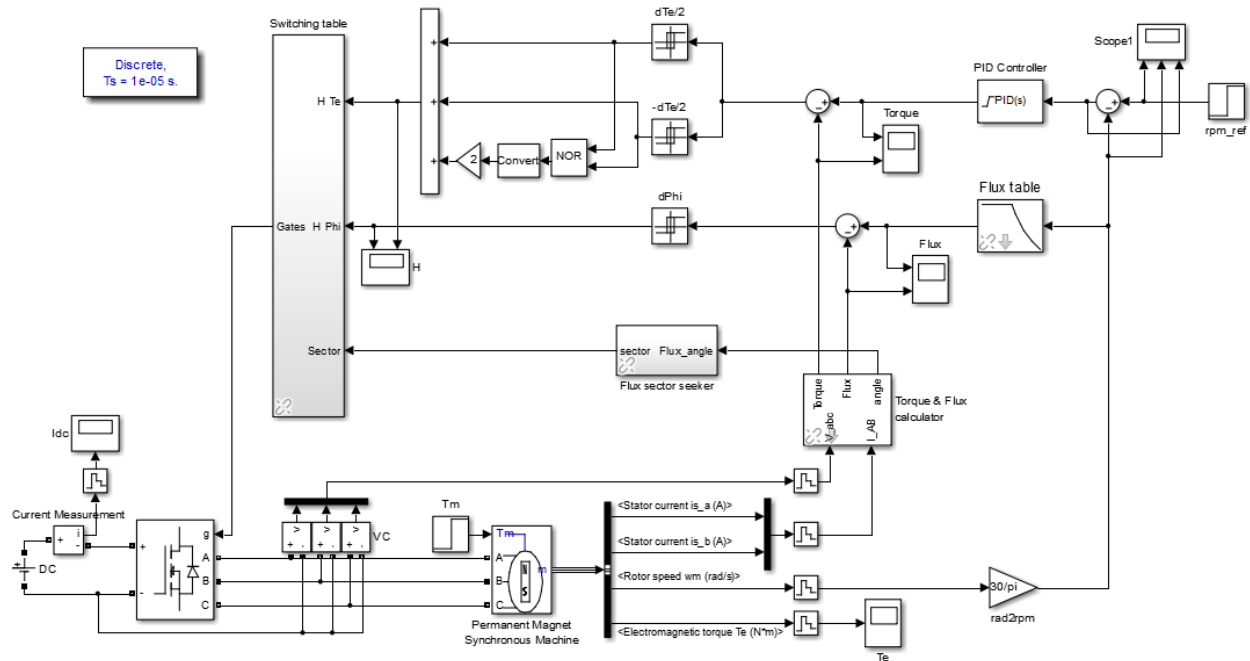 Switching table
dTe/2
Discrete,
Ts = 1e-05 s.
Scope1
PID Controller
+
H Te
+
-dTe/2
- +
PID(s)
- +
rpm_ref
Torque
+
2
Convert
NOR
dPhi
Flux table
Gates
H Phi
- +
H
Flux
Sector
sector
Flux_angle
Flux sector seeker
Torque
Flux
angle
V_abc
I_AB
Torque & Flux
calculator
Idc
Current Measurement
i
+
-
DC
g
+
-
A
B
C
v
+ -
v
+ -
v
+ -
VC
Tm
Tm
A
B
C
N
S
m
Permanent Magnet
Synchronous Machine
<Stator current is_a (A)>
<Stator current is_b (A)>
<Rotor speed wm (rad/s)>
<Electromagnetic torque Te (N*m)>
30/pi
rad2rpm
Te